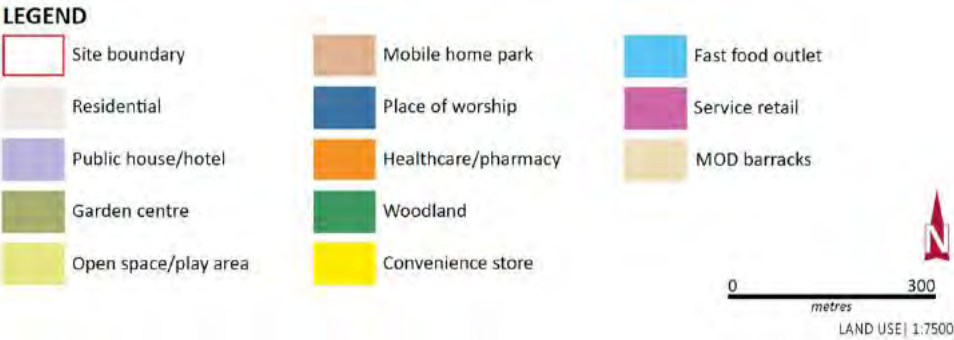 LEGEND
Site boundary
Residential
Public house/hotel
Garden centre
Open space/play area
Mobile home park
Place of worship
Healthcare/pharmacy
Woodland
Convenience store
Fast food outlet
Service retail
MOD barracks
N
0 300
metres
LAND USE| 1:7500